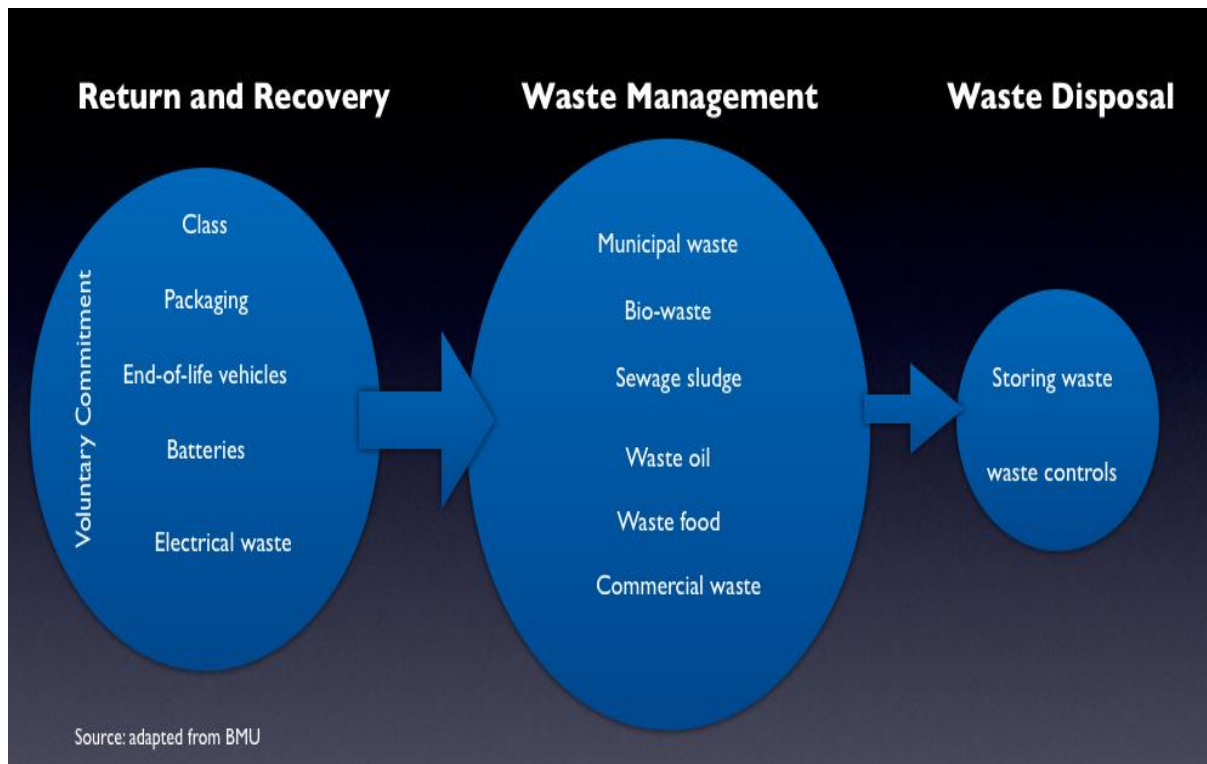 Return and Recovery
Waste Management
Waste Disposal
Voluntary Commitment
Class
Packaging
End-of-life vehicles
Batteries
Electrical waste
Municipal waste
Bio-waste
Sewage sludge
Waste oil
Waste food
Commercial waste
Storing waste
waste controls
Source: adapted from BMU